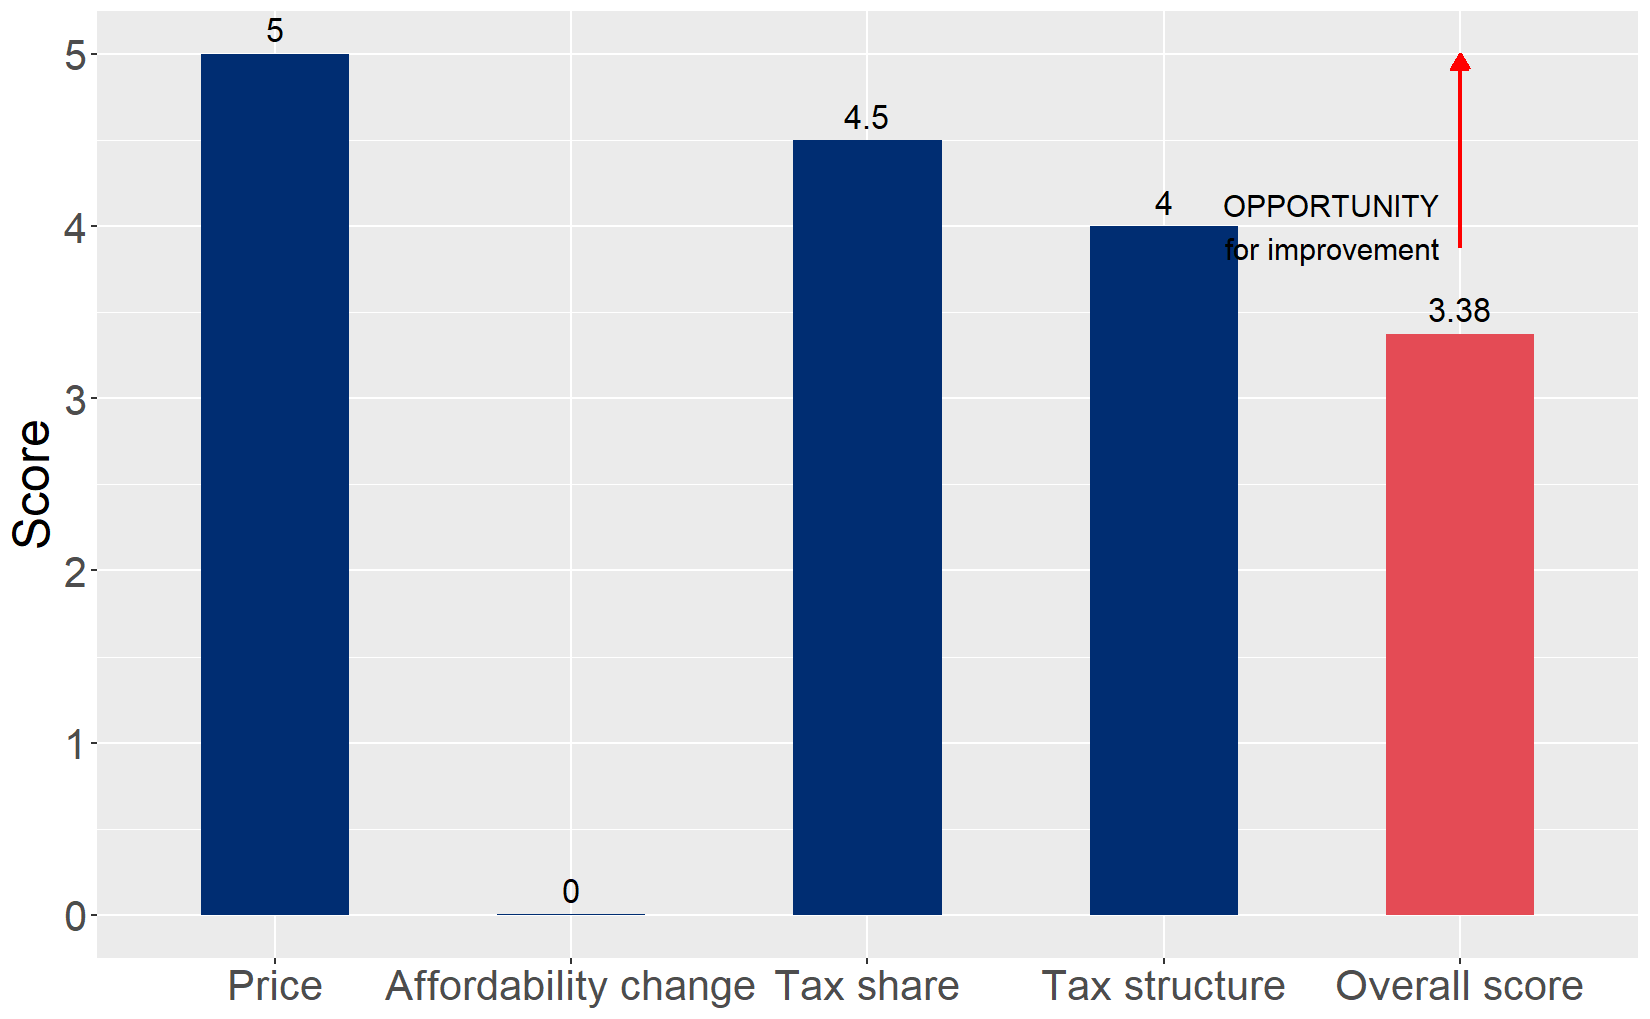 5
5
4.5
4
OPPORTUNITY
for improvement
4
3.38
3
Score
2
1
0
0
Price
Affordability change
Tax share
Tax structure
Overall score